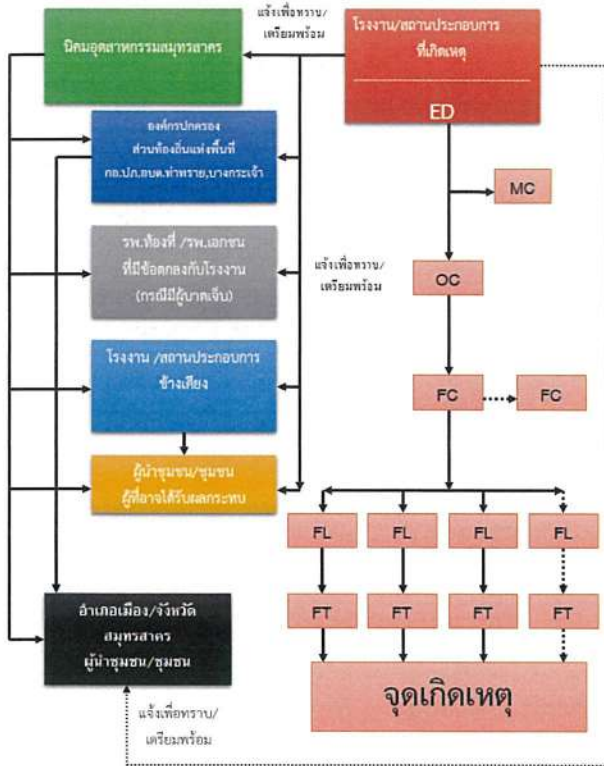 แจ้งเพื่อทราบ/
เตรียมพร้อม
นิคมอุตสาหกรรมสมุทรสาคร
โรงงาน/สถานประกอบการ
ที่เกิดเหตุ
ED
องค์กรปกครอง
ส่วนท้องถิ่นแห่งพื้นที่
กอ.ปภ.อบต.ท่าทราย,บางกระเจ้า
MC
รพ.ท้องที่ /รพ.เอกชน
ที่มีข้อตกลงกับโรงงาน
(กรณีมีผู้บาดเจ็บ)
แจ้งเพื่อทราบ/
เตรียมพร้อม
OC
โรงงาน /สถานประกอบการ
ข้างเคียง
FC
FC
ผู้นำชุมชน/ชุมชน
ผู้ที่อาจได้รับผลกระทบ
FL
FL
FL
FL
อำเภอเมือง/จังหวัด
สมุทรสาคร
ผู้นำชุมชน/ชุมชน
FT
FT
FT
FT
จุดเกิดเหตุ
แจ้งเพื่อทราบ/
เตรียมพร้อม